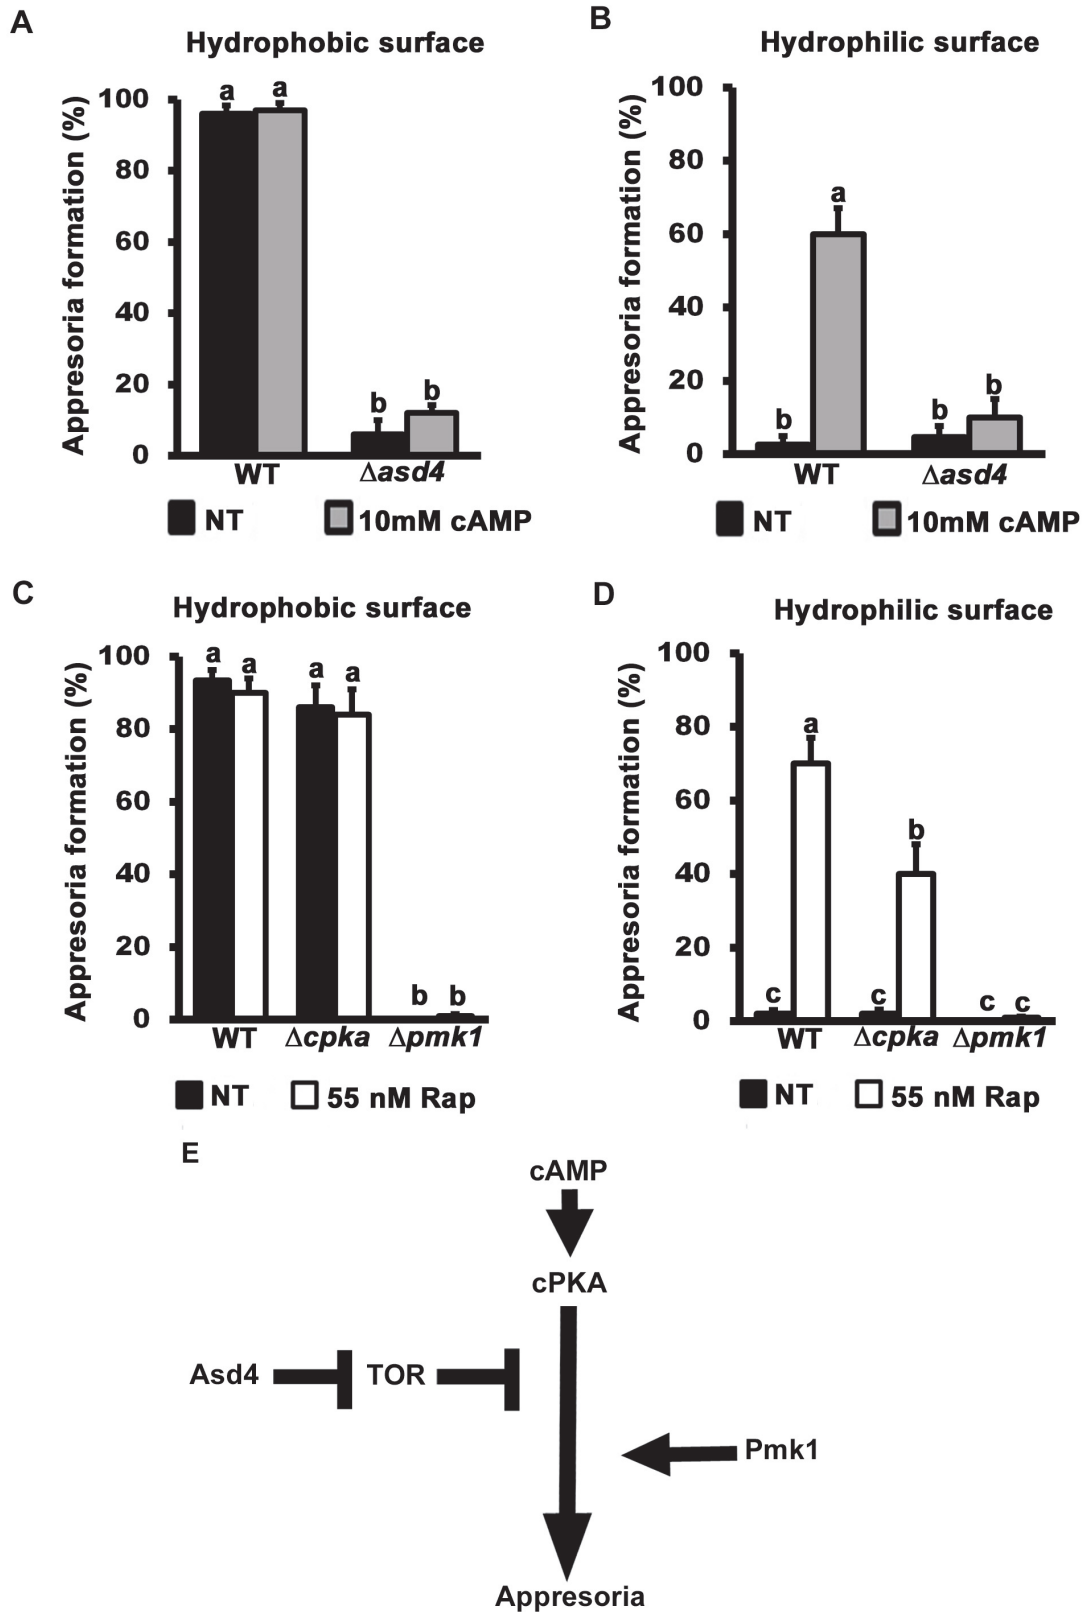 A
Hydrophobic surface
Appresoria formation (%)
100
80
60
40
20
0
a a
b b
WT Δasd4
NT 10mM cAMP
B
Hydrophilic surface
Appresoria formation (%)
100
80
60
40
20
0
b a
b b
WT Δasd4
NT 10mM cAMP
C
Hydrophobic surface
Appresoria formation (%)
100
80
60
40
20
0
a a a a b b
WT Δcpka Δpmk1
NT 55 nM Rap
D
Hydrophilic surface
Appresoria formation (%)
100
80
60
40
20
0
c a c b c c
WT Δcpka Δpmk1
NT 55 nM Rap
E
cAMP
cPKA
Asd4 TOR
Pmk1
Appresoria